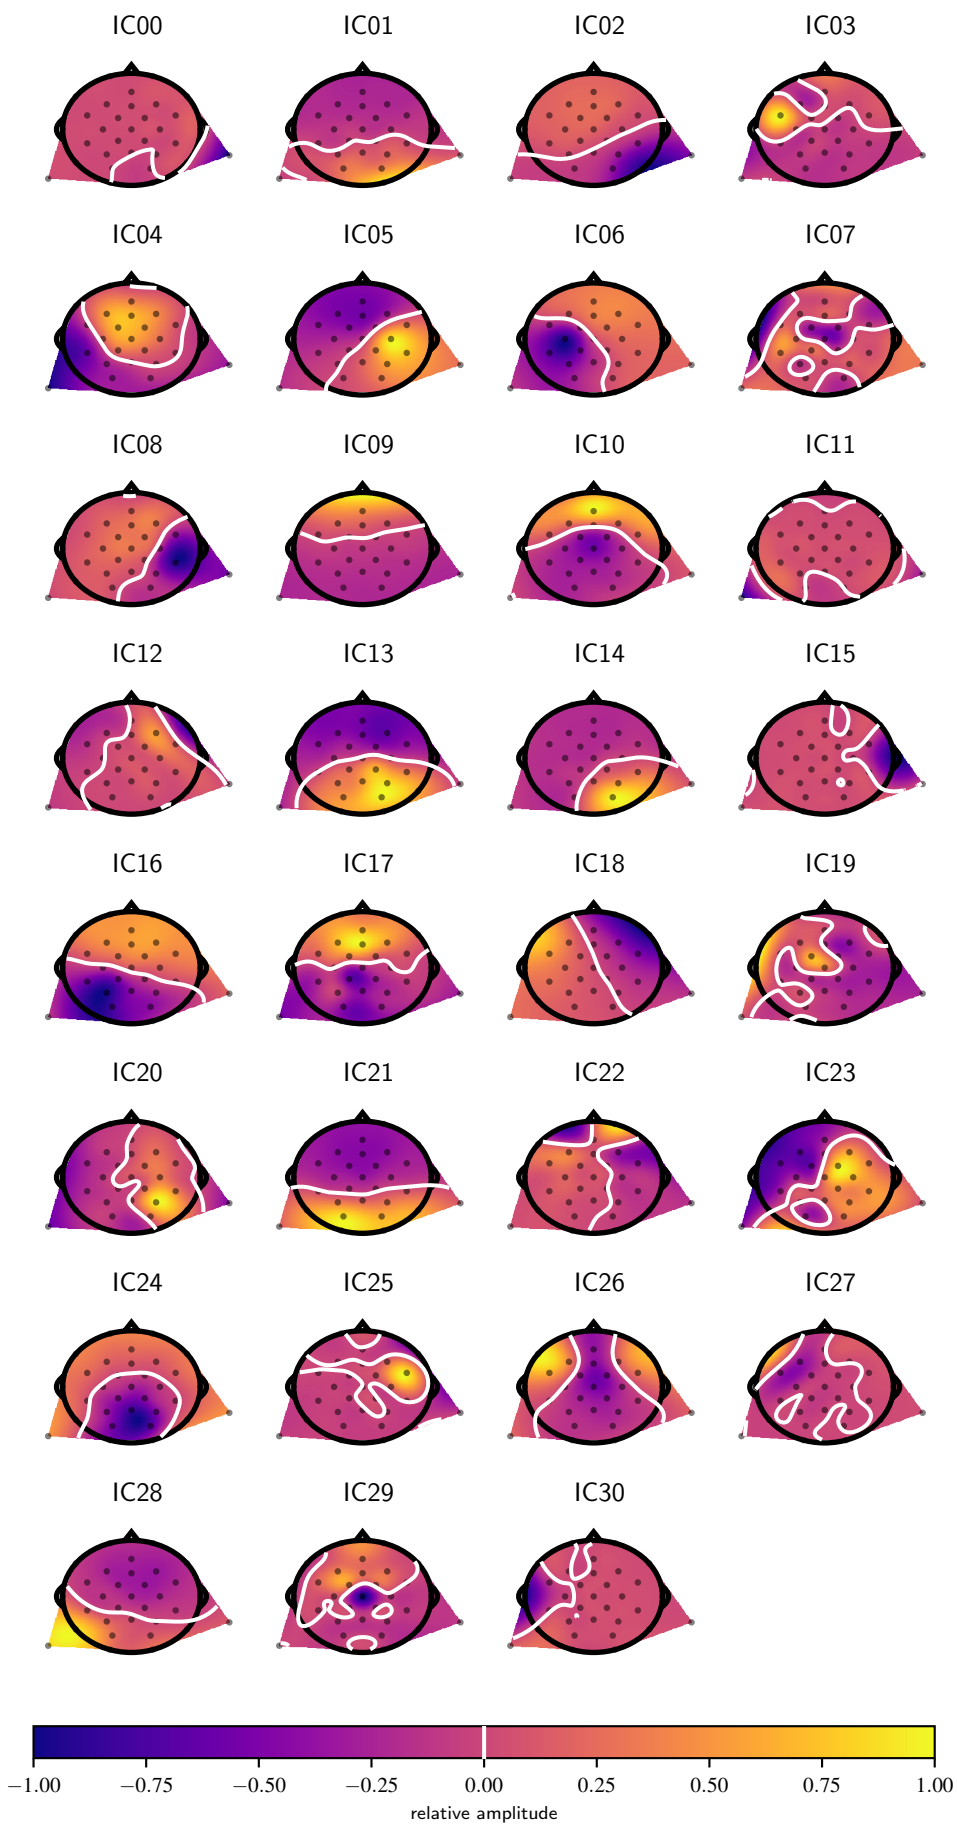 IC00 IC01 IC02 IC03
IC04 IC05 IC06 IC07
IC08 IC09 IC10 IC11
IC12 IC13 IC14 IC15
IC16 IC17 IC18 IC19
IC20 IC21 IC22 IC23
IC24 IC25 IC26 IC27
IC28 IC29 IC30
−1.00 −0.75 −0.50 −0.25 0.00 0.25 0.50 0.75 1.00
relative amplitude